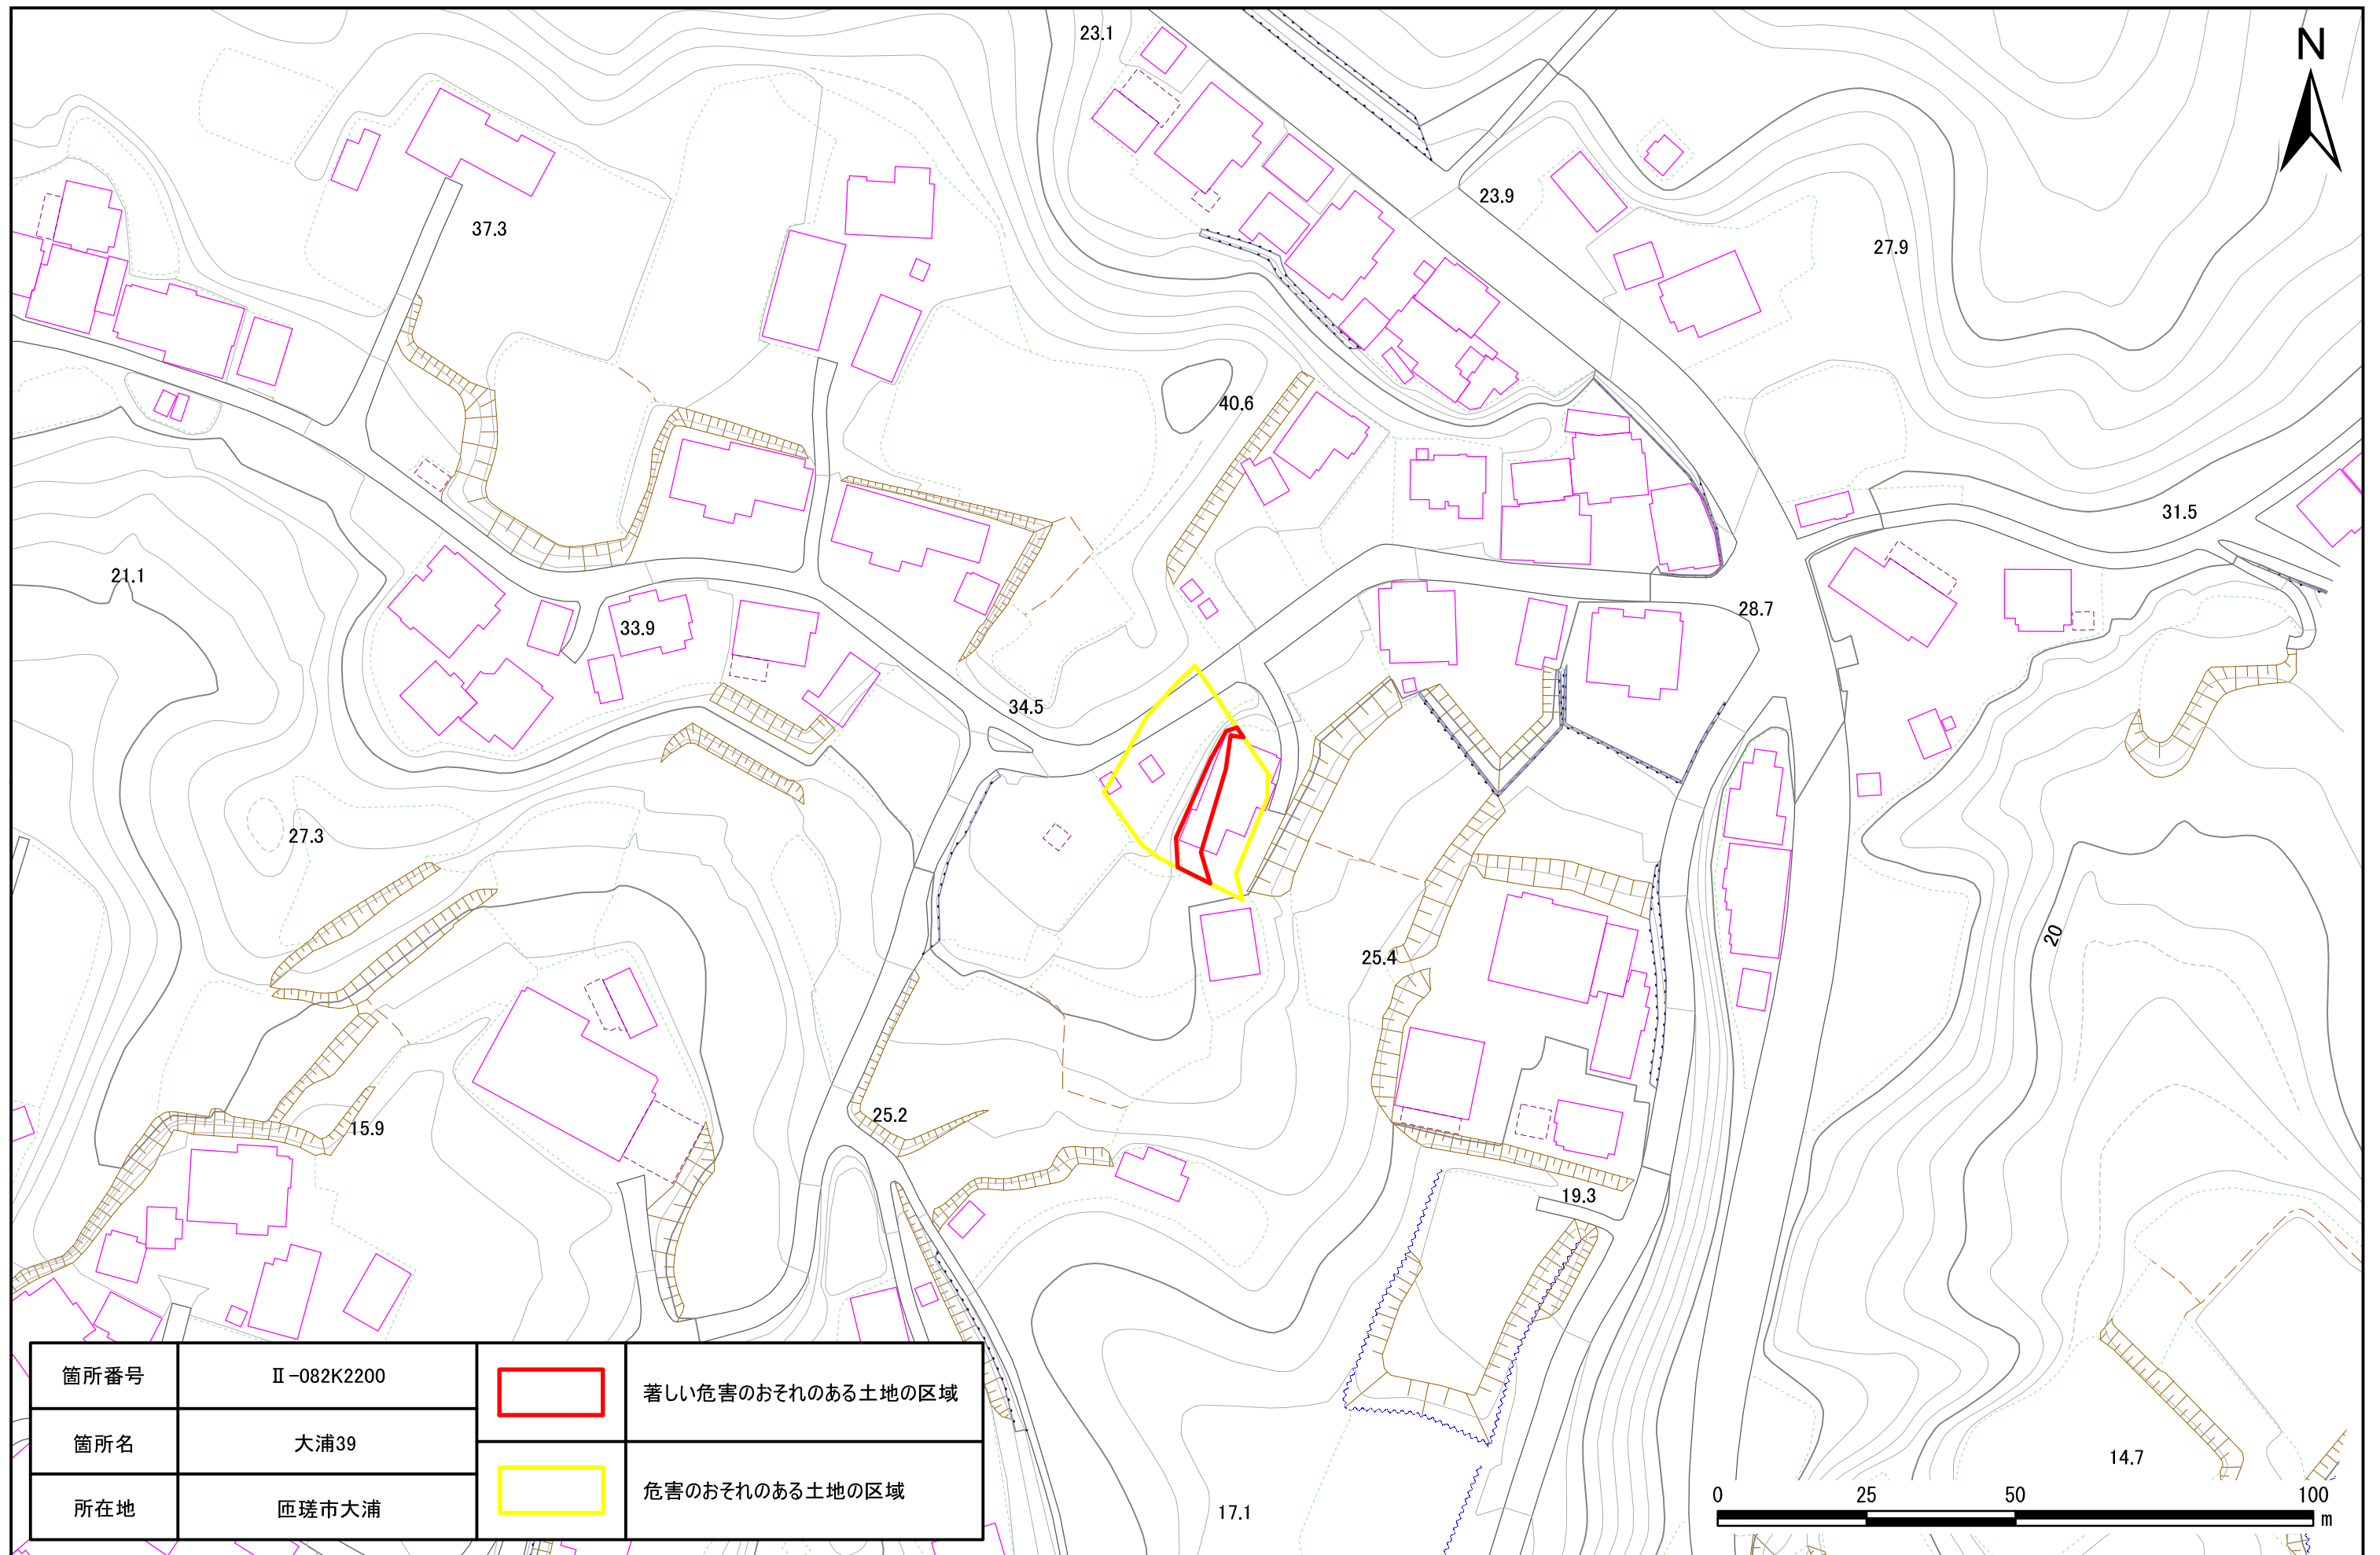 23.1
N
23.9
37.3
27.9
40.6
31.5
21.1
28.7
33.9
34.5
27.3
20
25.4
25.2
15.9
19.3
箇所番号 Ⅱ-082K2200
著しい危害のおそれのある土地の区域
箇所名 大浦39
14.7
危害のおそれのある土地の区域
0 25 50 100
所在地 匝瑳市大浦
17.1
m